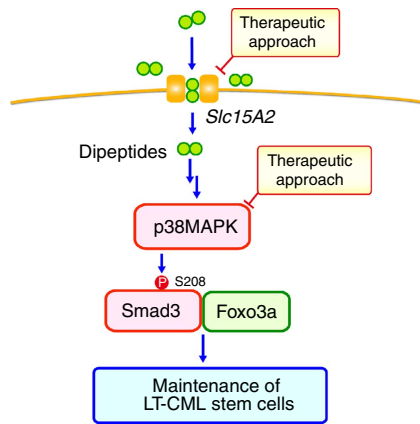 Therapeutic
approach
Slc15A2
Dipeptides
Therapeutic
approach
p38MAPK
P
S208
Smad3
Foxo3a
Maintenance of
LT-CML stem cells